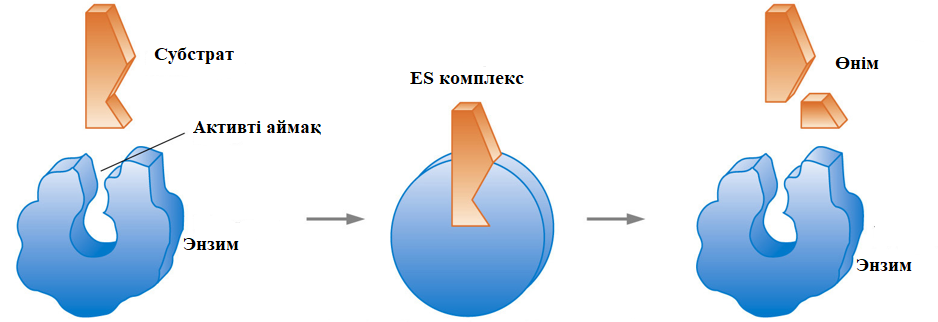 Субстрат
Активті аймақ
Энзим
ES комплекс
Өнім
Энзим